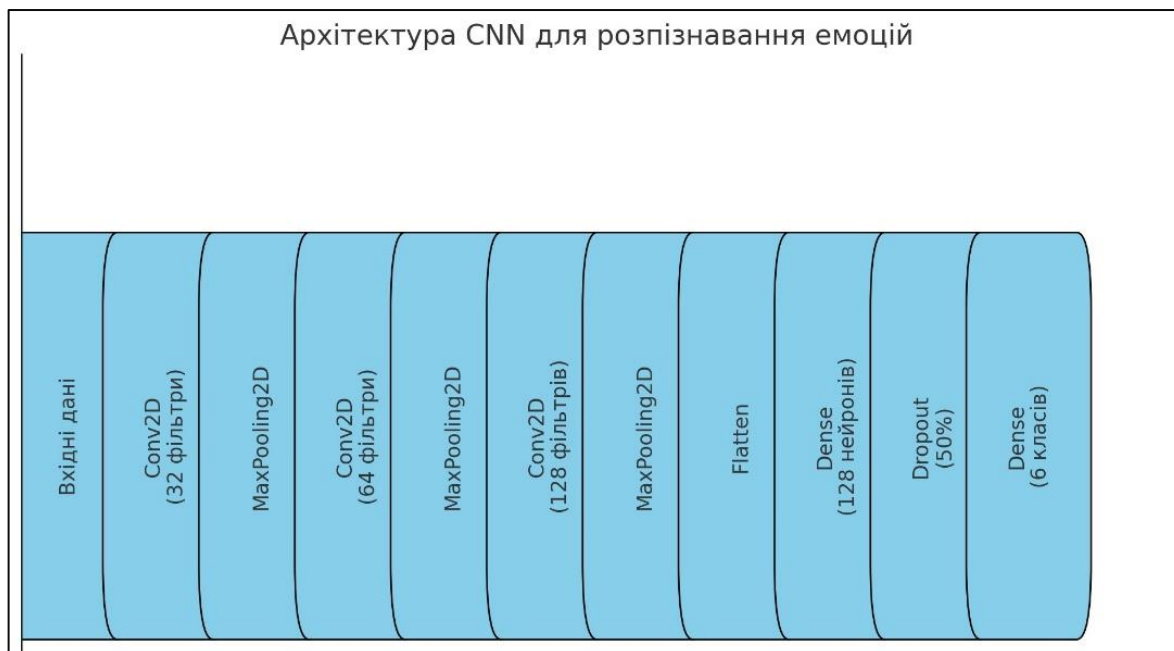 Архітектура CNN для розпізнавання емоцій
Вхідні дані
Conv2D
(32 фільтри)
MaxPooling2D
Conv2D
(64 фільтри)
MaxPooling2D
Conv2D
(128 фільтрів)
MaxPooling2D
Flatten
Dense
(128 нейронів)
Dropout
(50%)
Dense
(6 класів)